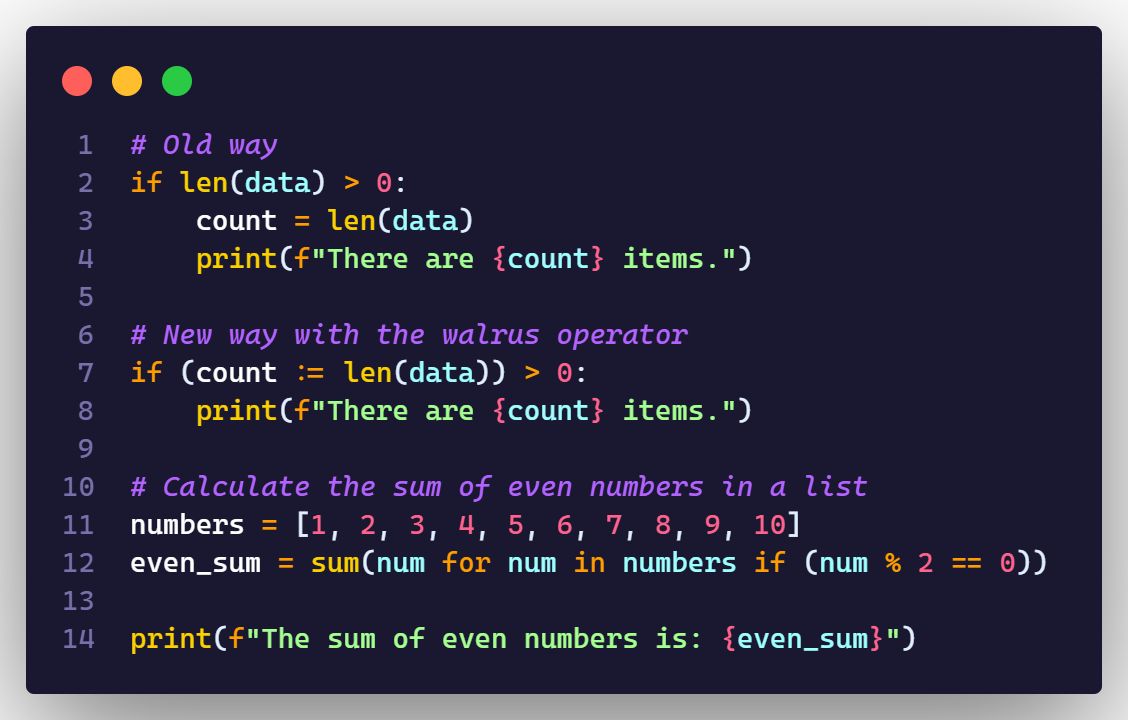 1 # Old way
2 if len(data) > 0:
3     count = len(data)
4     print(f"There are {count} items.")
5
6 # New way with the walrus operator
7 if (count := len(data)) > 0:
8     print(f"There are {count} items.")
9
10 # Calculate the sum of even numbers in a list
11 numbers = [1, 2, 3, 4, 5, 6, 7, 8, 9, 10]
12 even_sum = sum(num for num in numbers if (num % 2 == 0))
13
14 print(f"The sum of even numbers is: {even_sum}")